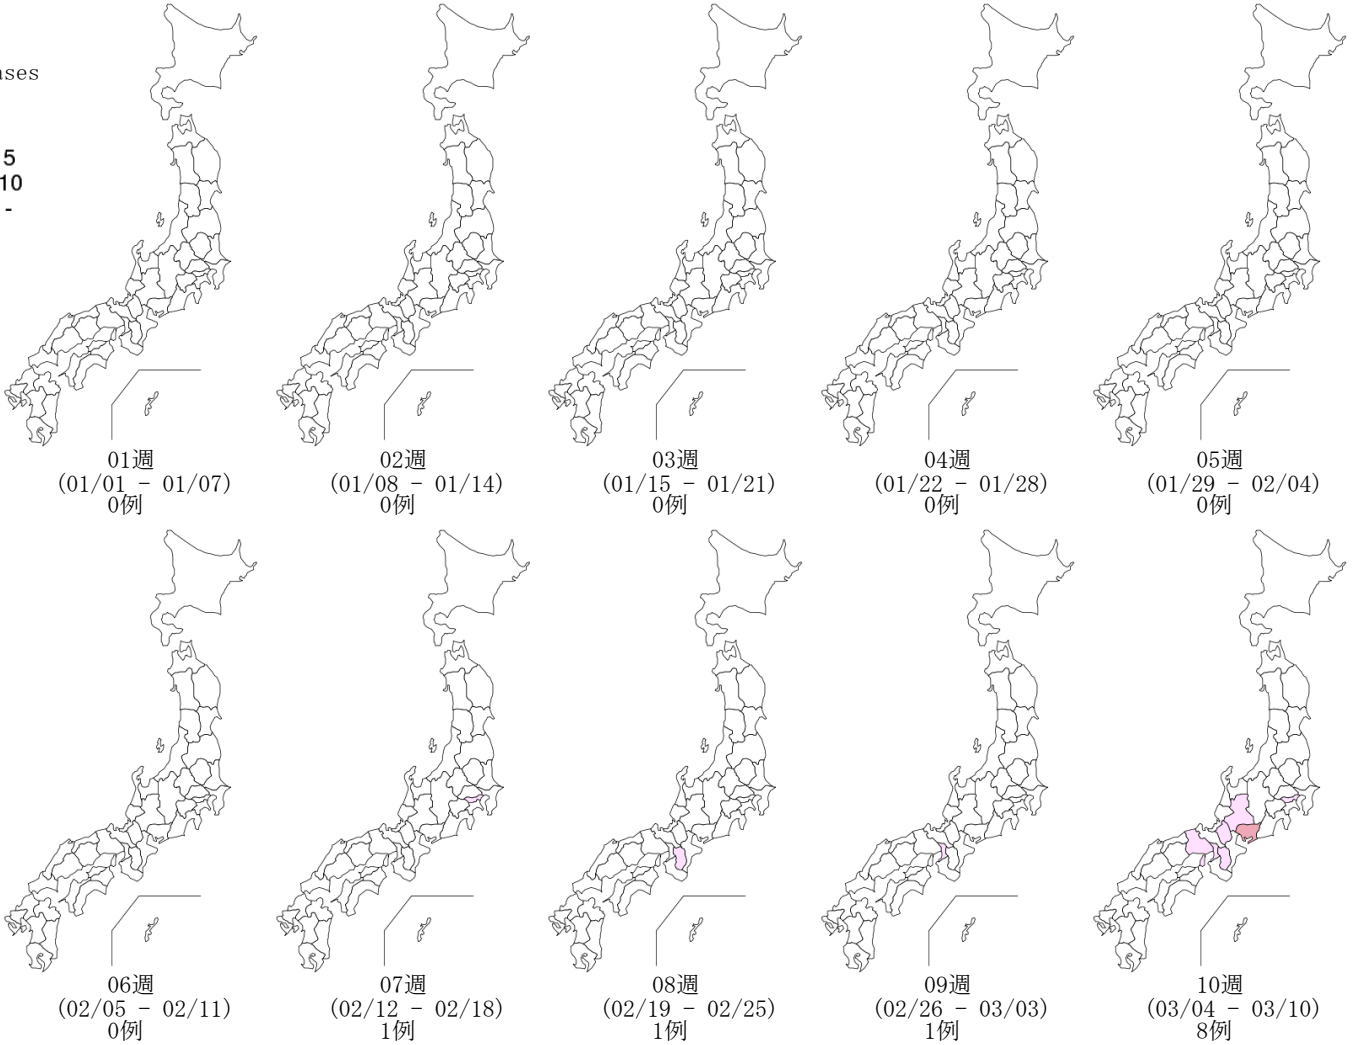 5
10
-
01週
(01/01 - 01/07)
0例
02週
(01/08 - 01/14)
0例
03週
(01/15 - 01/21)
0例
04週
(01/22 - 01/28)
0例
05週
(01/29 - 02/04)
0例
06週
(02/05 - 02/11)
0例
07週
(02/12 - 02/18)
1例
08週
(02/19 - 02/25)
1例
09週
(02/26 - 03/03)
1例
10週
(03/04 - 03/10)
8例